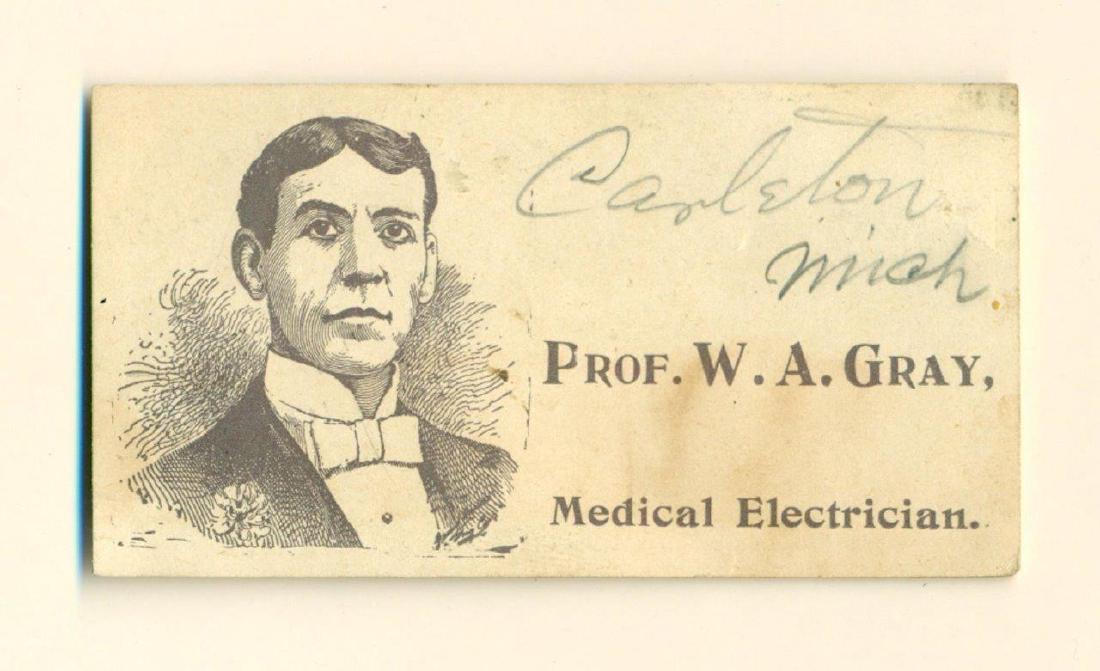 Carleton
Mich
PROF. W. A. GRAY,
Medical Electrician.